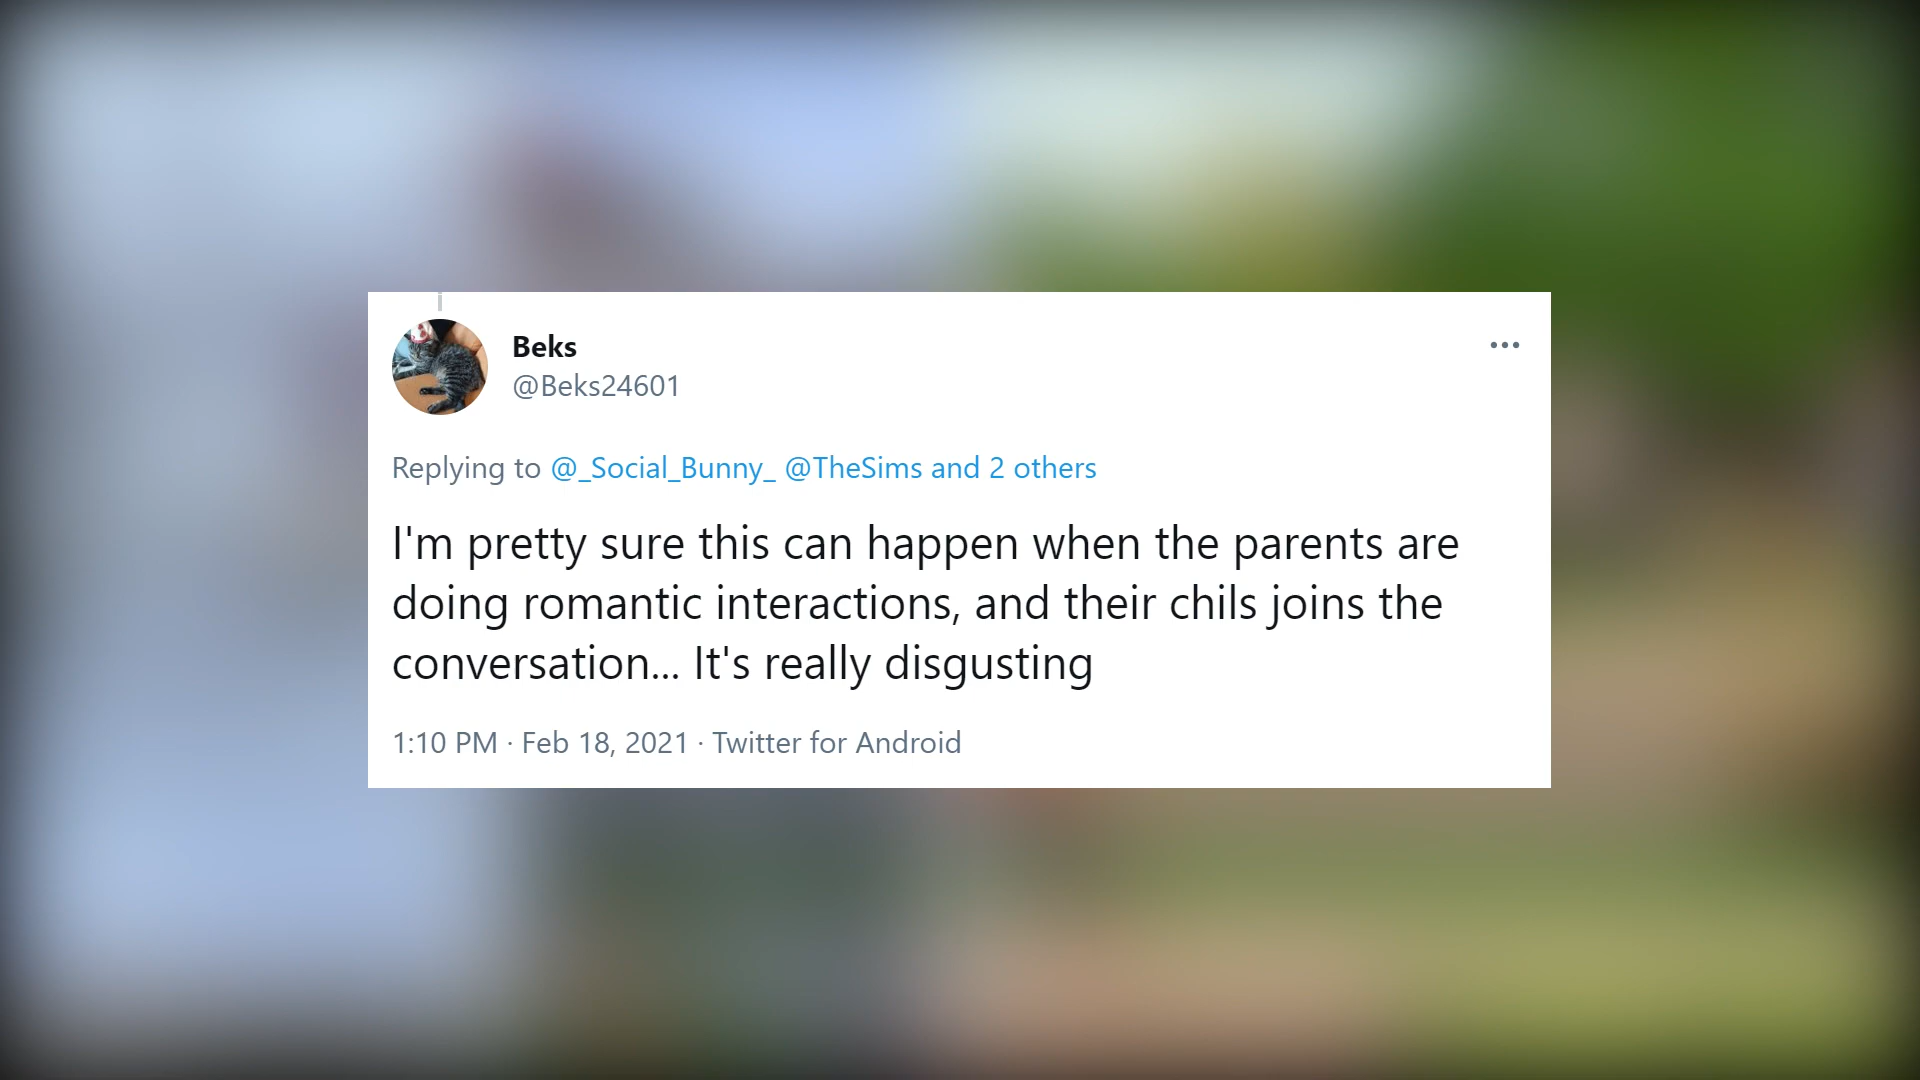 Beks
@Beks24601
Replying to @_Social_Bunny_ @TheSims and 2 others
I'm pretty sure this can happen when the parents are
doing romantic interactions, and their chils joins the
conversation... It's really disgusting
1:10 PM · Feb 18, 2021 · Twitter for Android